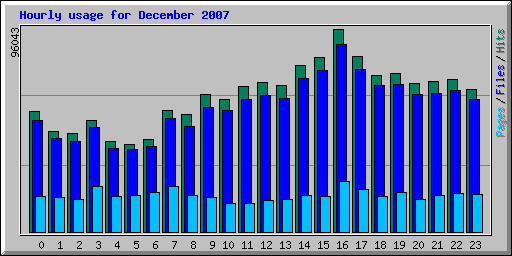 Hourly usage for December 2007
96043
Pages / Files / Hits
0 1 2 3 4 5 6 7 8 9 10 11 12 13 14 15 16 17 18 19 20 21 22 23